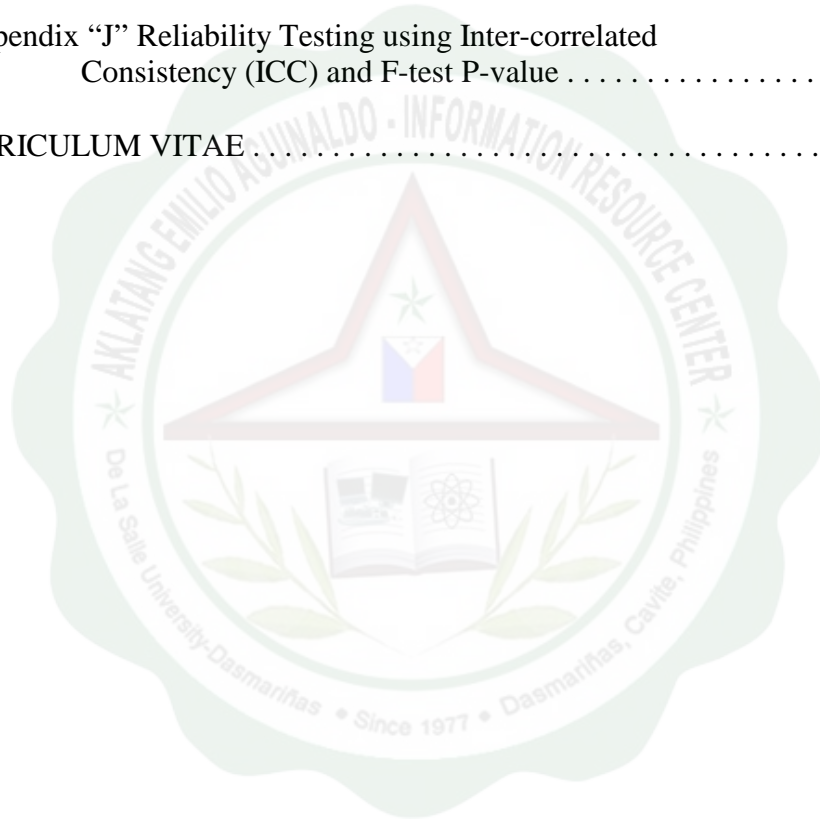 pendix “J” Reliability Testing using Inter-correlated
Consistency (ICC) and F-test P-value . . . . . . . . . . . . . . . .
RICULUM VITAE . . . . . . . . . . . . . . . . . . . . . . . . . . . . . . . . . . . .
AKLATANG EMILIO AGUINALDO - INFORMATION RESOURCE CENTER
De La Salle University-Dasmariñas • Since 1977 • Dasmariñas, Cavite, Philippines